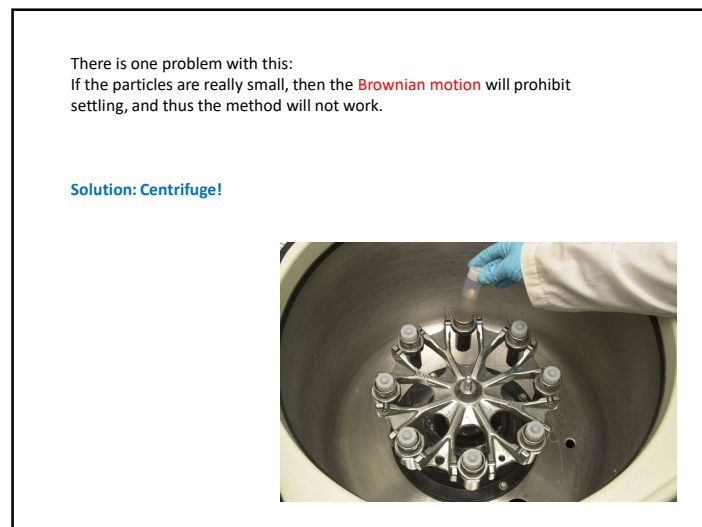 There is one problem with this:
If the particles are really small, then the Brownian motion will prohibit
settling, and thus the method will not work.
Solution: Centrifuge!